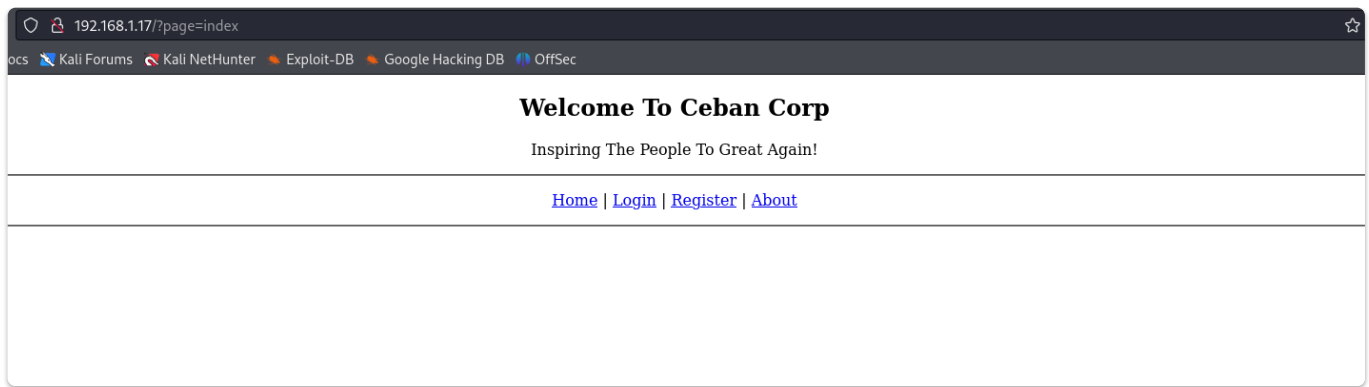 192.168.1.17/?page=index
ocs Kali Forums Kali NetHunter Exploit-DB Google Hacking DB OffSec
Welcome To Ceban Corp
Inspiring The People To Great Again!
Home | Login | Register | About